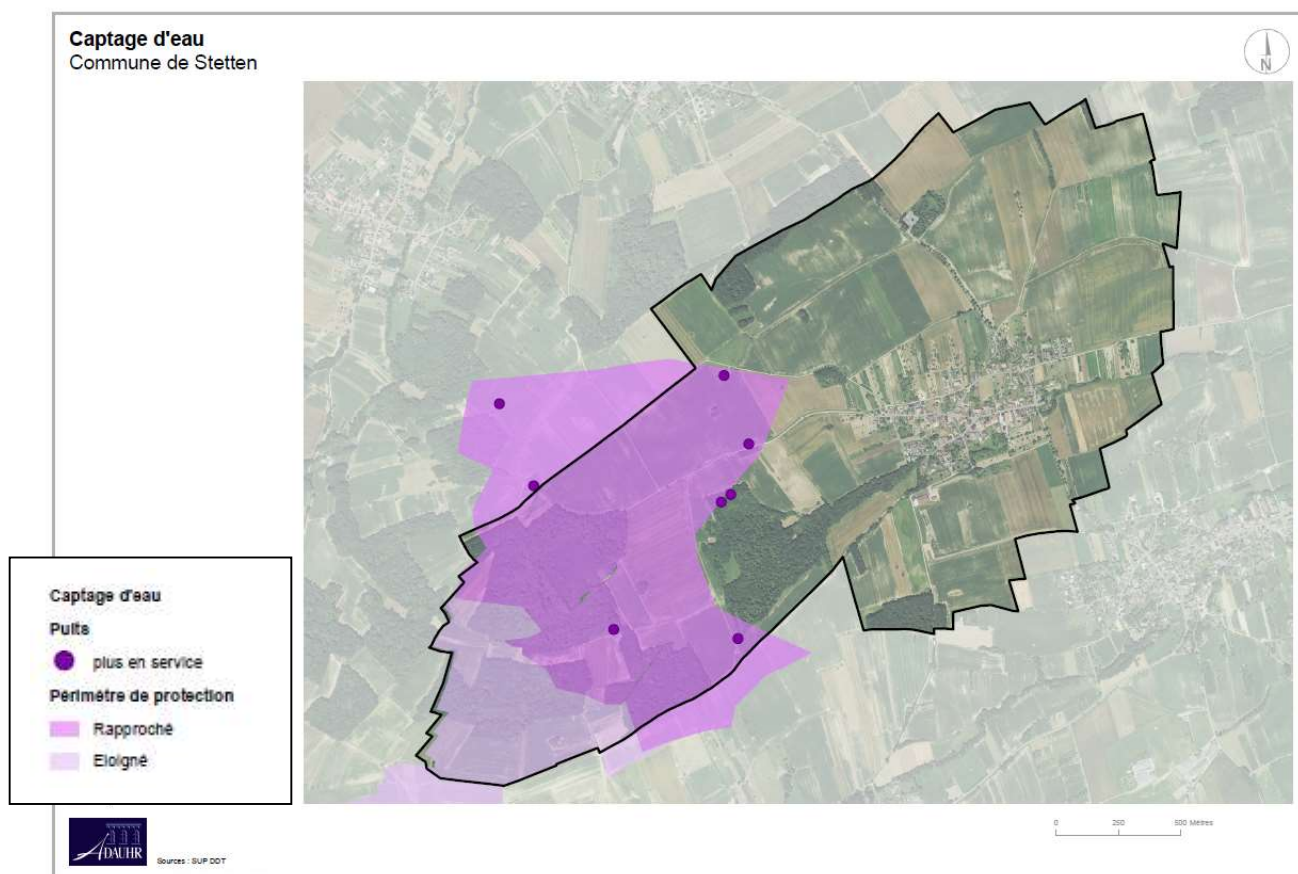 Captage d'eau
Commune de Stetten
N
Captage d'eau
Puits
plus en service
Périmètre de protection
Rapproché
Eloigné
0 250 500 Mètres
ADAUHR
Sources : SUP DDT